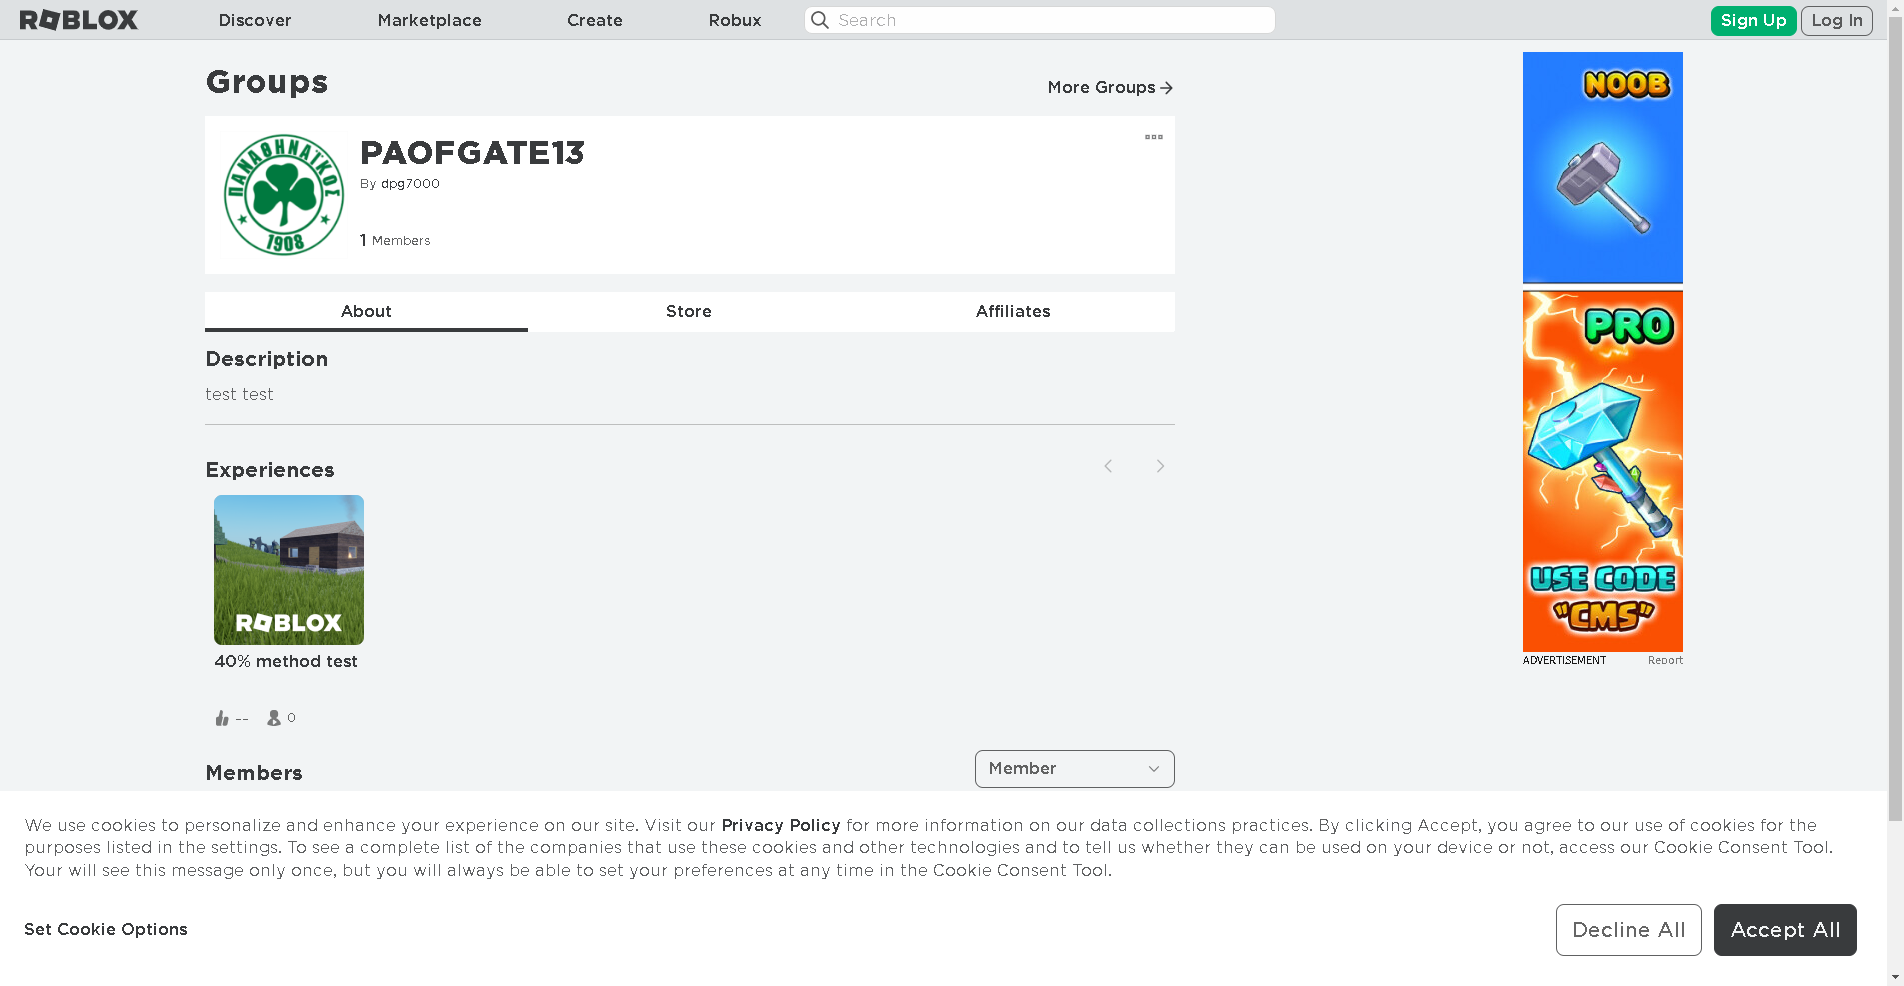 ROBLOX
Discover
Marketplace
Create
Robux
Search
Sign Up
Log In
Groups
More Groups
ΠΑΝΑΘΗΝΑΪΚΟΣ
1908
PAOFGATE13
By dpg7000
1 Members
About
Store
Affiliates
Description
test test
Experiences
ROBLOX
40% method test
--
0
Members
Member
NOOB
PRO
USE CODE
"CMS"
ADVERTISEMENT
Report
We use cookies to personalize and enhance your experience on our site. Visit our Privacy Policy for more information on our data collections practices. By clicking Accept, you agree to our use of cookies for the
purposes listed in the settings. To see a complete list of the companies that use these cookies and other technologies and to tell us whether they can be used on your device or not, access our Cookie Consent Tool.
Your will see this message only once, but you will always be able to set your preferences at any time in the Cookie Consent Tool.
Set Cookie Options
Decline All
Accept All